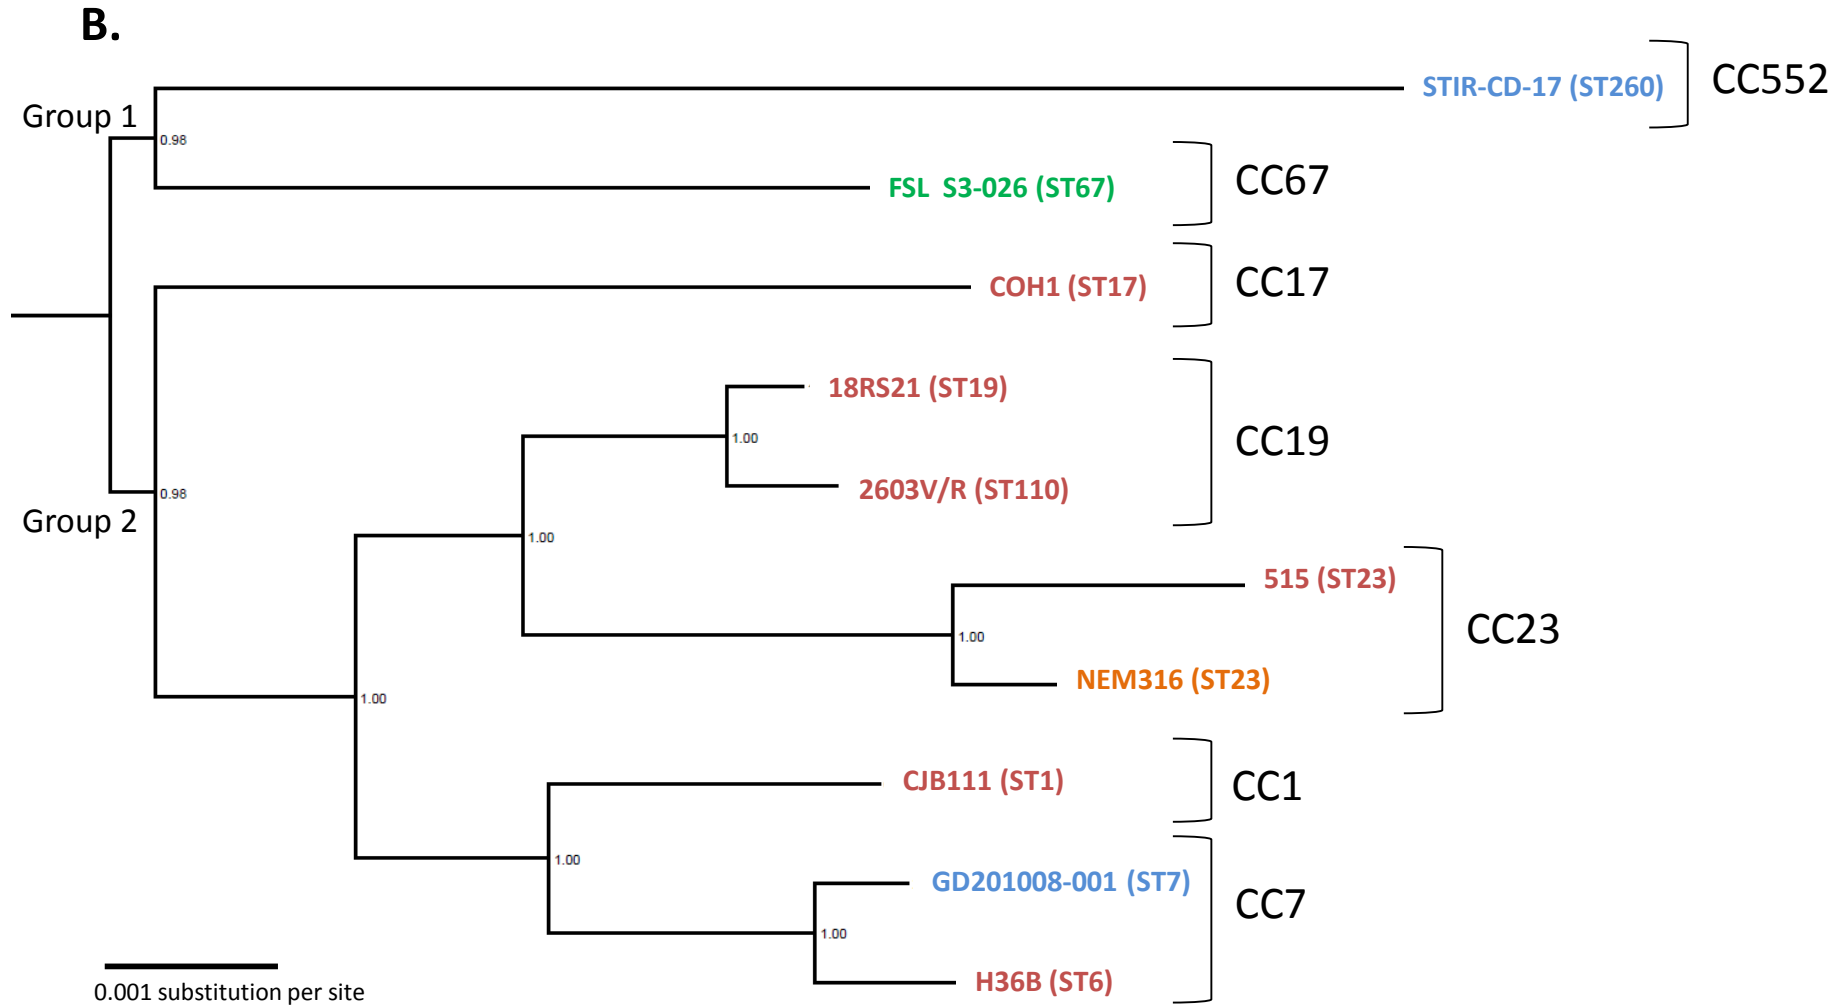 B.
STIR-CD-17 (ST260)
CC552
Group 1
0.98
FSL S3-026 (ST67)
CC67
COH1 (ST17)
CC17
18RS21 (ST19)
1.00
CC19
2603V/R (ST110)
0.98
Group 2
1.00
515 (ST23)
CC23
1.00
NEM316 (ST23)
1.00
CJB111 (ST1)
CC1
1.00
GD201008-001 (ST7)
CC7
1.00
H36B (ST6)
0.001 substitution per site